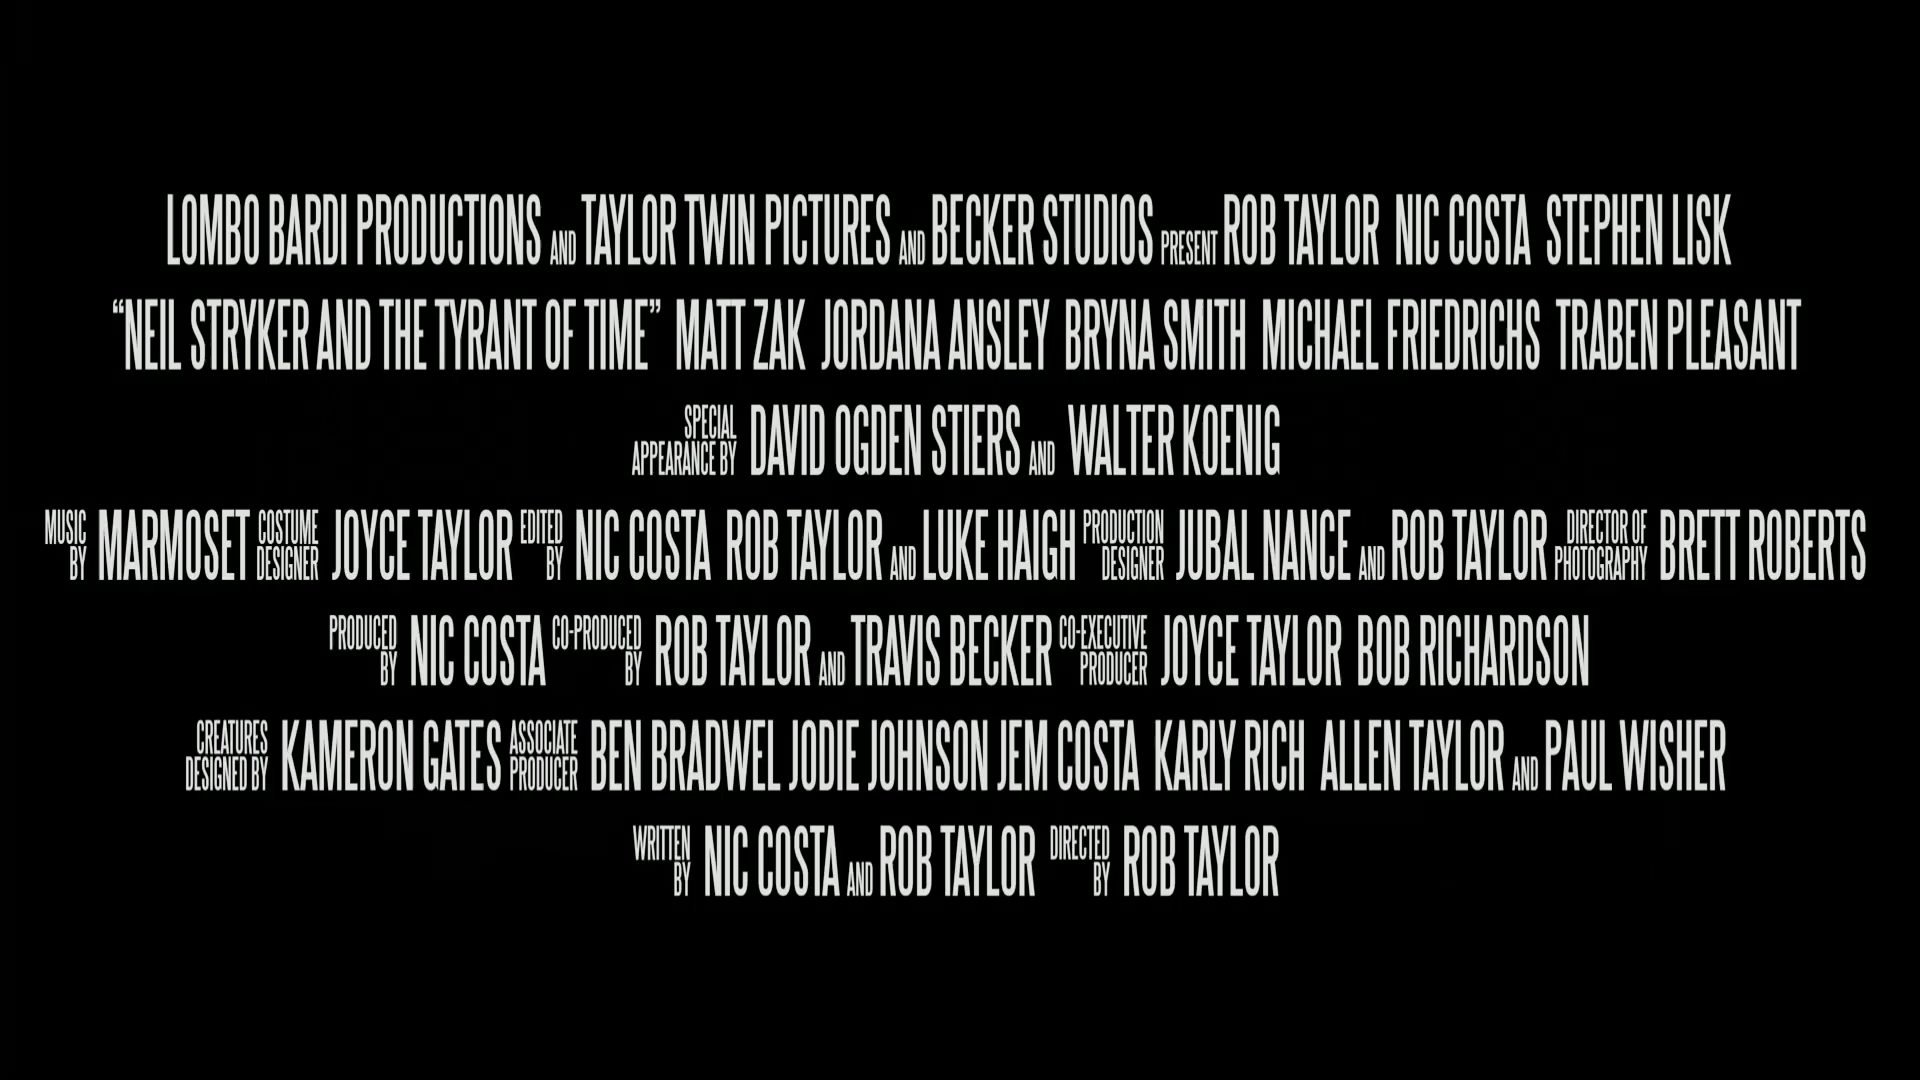 LOMBO BARDI PRODUCTIONS AND TAYLOR TWIN PICTURES AND BECKER STUDIOS PRESENT ROB TAYLOR NIC COSTA STEPHEN LISK
“NEIL STRYKER AND THE TYRANT OF TIME” MATT ZAK JORDANA ANSLEY BRYNA SMITH MICHAEL FRIEDRICHS TRABEN PLEASANT
SPECIAL APPEARANCE BY DAVID OGDEN STIERS AND WALTER KOENIG
MUSIC BY MARMOSET COSTUME DESIGNER JOYCE TAYLOR EDITED BY NIC COSTA ROB TAYLOR AND LUKE HAIGH PRODUCTION DESIGNER JUBAL NANCE AND ROB TAYLOR DIRECTOR OF PHOTOGRAPHY BRETT ROBERTS
PRODUCED BY NIC COSTA CO-PRODUCED BY ROB TAYLOR AND TRAVIS BECKER CO-EXECUTIVE PRODUCER JOYCE TAYLOR BOB RICHARDSON
CREATURES DESIGNED BY KAMERON GATES ASSOCIATE PRODUCER BEN BRADWEL JODIE JOHNSON JEM COSTA KARLY RICH ALLEN TAYLOR AND PAUL WISHER
WRITTEN BY NIC COSTA AND ROB TAYLOR DIRECTED BY ROB TAYLOR